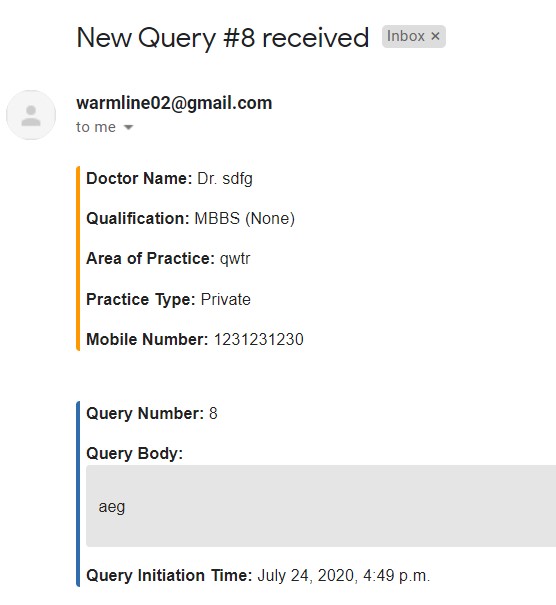 New Query #8 received Inbox ×
warmline02@gmail.com
to me
Doctor Name: Dr. sdfg
Qualification: MBBS (None)
Area of Practice: qwtr
Practice Type: Private
Mobile Number: 1231231230
Query Number: 8
Query Body:
aeg
Query Initiation Time: July 24, 2020, 4:49 p.m.